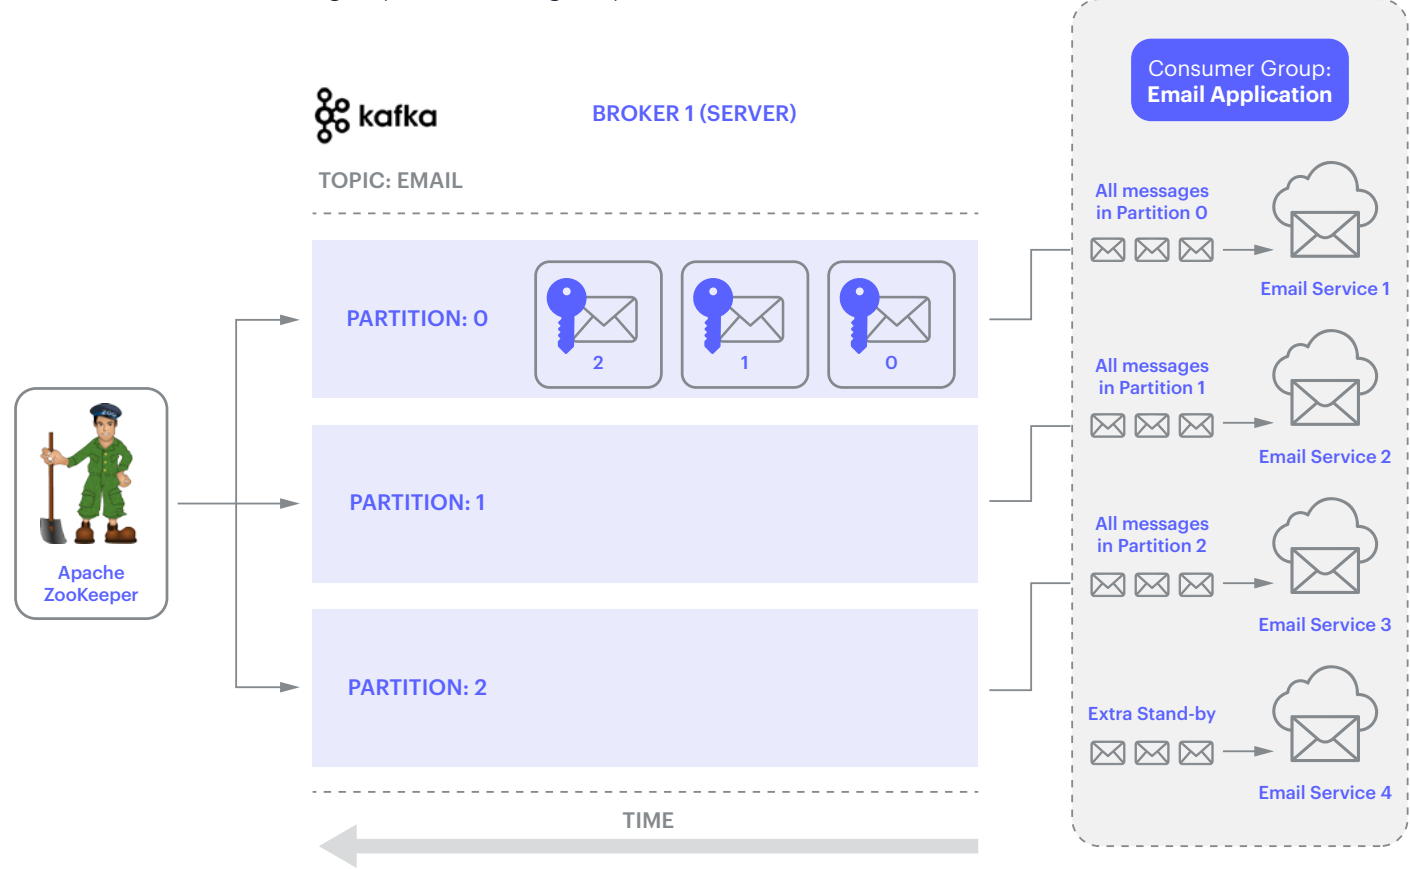 kafka
BROKER 1 (SERVER)
TOPIC: EMAIL
PARTITION: 0
2
1
0
PARTITION: 1
PARTITION: 2
TIME
Apache
ZooKeeper
Consumer Group:
Email Application
All messages
in Partition 0
Email Service 1
All messages
in Partition 1
Email Service 2
All messages
in Partition 2
Email Service 3
Extra Stand-by
Email Service 4